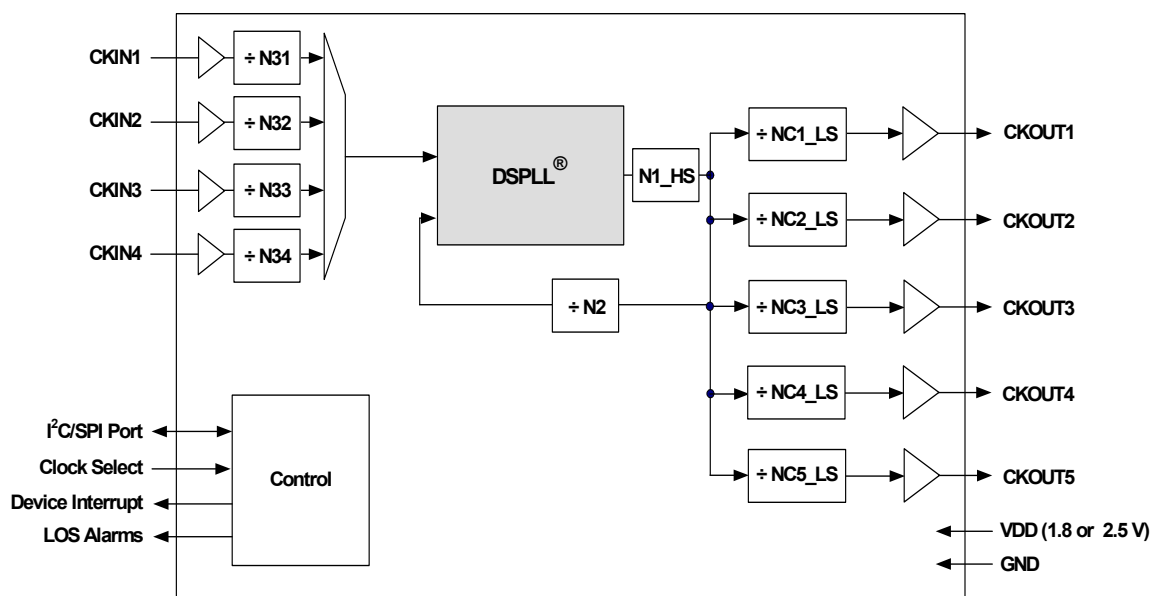 CKIN1
÷ N31
CKIN2
÷ N32
CKIN3
÷ N33
CKIN4
÷ N34
DSPLL®
N1_HS
÷ N2
÷ NC1_LS
CKOUT1
÷ NC2_LS
CKOUT2
÷ NC3_LS
CKOUT3
÷ NC4_LS
CKOUT4
÷ NC5_LS
CKOUT5
I²C/SPI Port
Clock Select
Device Interrupt
LOS Alarms
Control
VDD (1.8 or 2.5 V)
GND